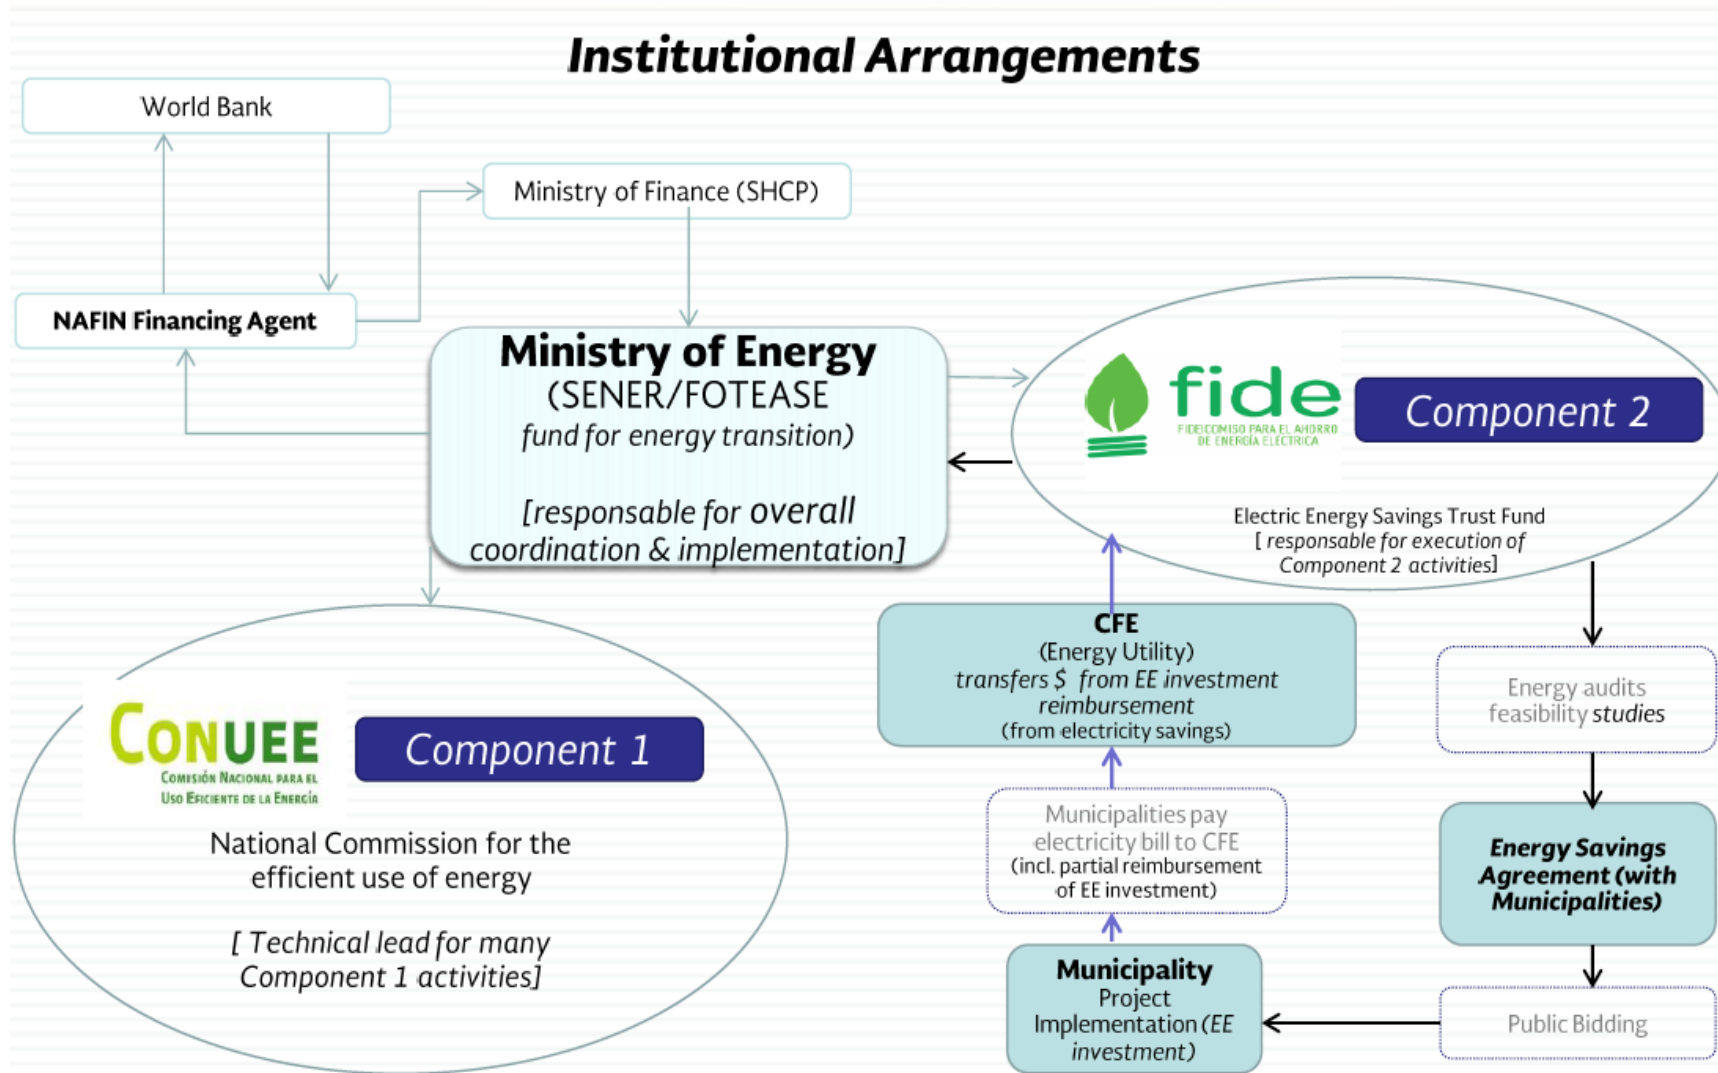 Institutional Arrangements
World Bank
Ministry of Finance (SHCP)
NAFIN Financing Agent
Ministry of Energy
(SENER/FOTEASE
fund for energy transition)
[responsable for overall
coordination & implementation]
fide
FIDEICOMISO PARA EL AHORRO
DE ENERGÍA ELÉCTRICA
Component 2
Electric Energy Savings Trust Fund
[ responsable for execution of
Component 2 activities]
CONUEE
COMISIÓN NACIONAL PARA EL
USO EFICIENTE DE LA ENERGÍA
Component 1
National Commission for the
efficient use of energy
[ Technical lead for many
Component 1 activities]
CFE
(Energy Utility)
transfers $ from EE investment
reimbursement
(from electricity savings)
Municipalities pay
electricity bill to CFE
(incl. partial reimbursement
of EE investment)
Municipality
Project
Implementation (EE
investment)
Energy audits
feasibility studies
Energy Savings
Agreement (with
Municipalities)
Public Bidding